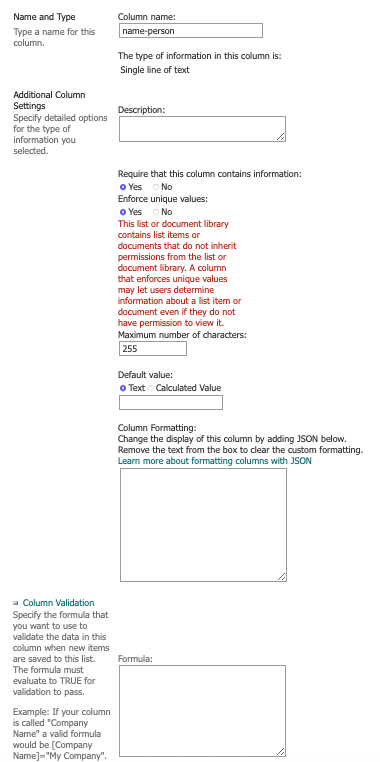 Name and Type
Type a name for this
column.
Column name:
name-person
The type of information in this column is:
Single line of text
Additional Column
Settings
Specify detailed options
for the type of
information you
selected.
Description:
Require that this column contains information:
Yes No
Enforce unique values:
Yes No
This list or document library
contains list items or
documents that do not inherit
permissions from the list or
document library. A column
that enforces unique values
may let users determine
information about a list item or
document even if they do not
have permission to view it.
Maximum number of characters:
255
Default value:
Text Calculated Value
Column Formatting:
Change the display of this column by adding JSON below.
Remove the text from the box to clear the custom formatting.
Learn more about formatting columns with JSON
Column Validation
Specify the formula that
you want to use to
validate the data in this
column when new items
are saved to this list.
The formula must
evaluate to TRUE for
validation to pass.
Example: If your column
is called "Company
Name" a valid formula
would be [Company
Name]="My Company".
Formula: